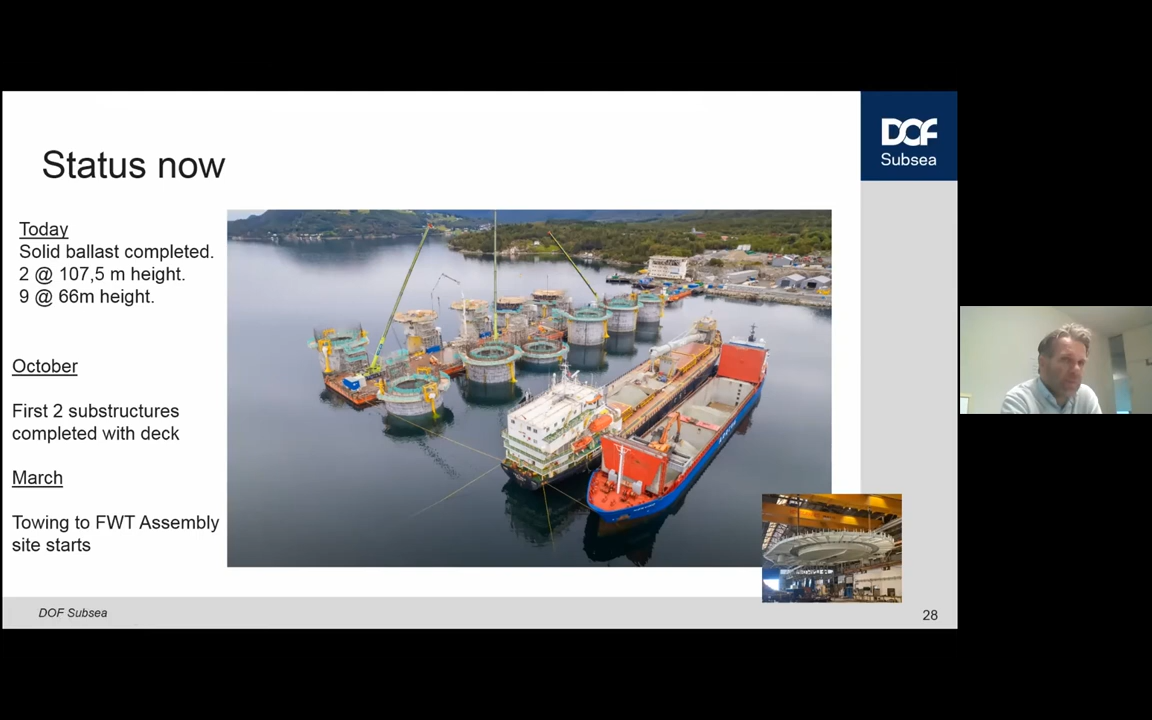 DOF
Subsea
Status now
Today
Solid ballast completed.
2 @ 107,5 m height.
9 @ 66m height.
October
First 2 substructures
completed with deck
March
Towing to FWT Assembly
site starts
DOF Subsea
28